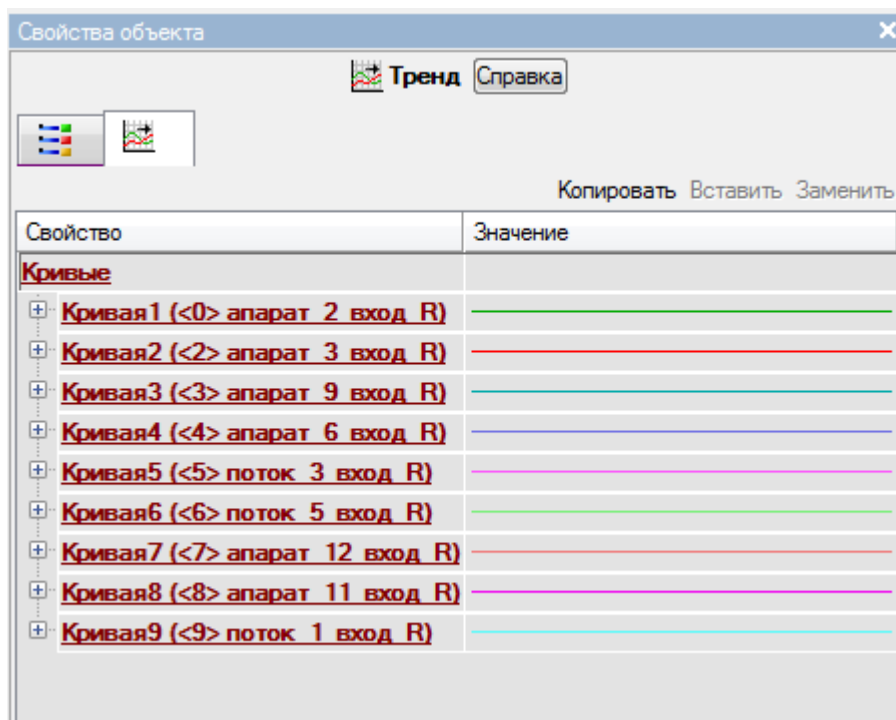 Свойства объекта
Тренд Справка
Копировать Вставить Заменить
Свойство Значение
Кривые
Кривая1 (<0> апарат_2_вход_R)
Кривая2 (<2> апарат_3_вход_R)
Кривая3 (<3> апарат_9_вход_R)
Кривая4 (<4> апарат_6_вход_R)
Кривая5 (<5> поток_3_вход_R)
Кривая6 (<6> поток_5_вход_R)
Кривая7 (<7> апарат_12_вход_R)
Кривая8 (<8> апарат_11_вход_R)
Кривая9 (<9> поток_1_вход_R)